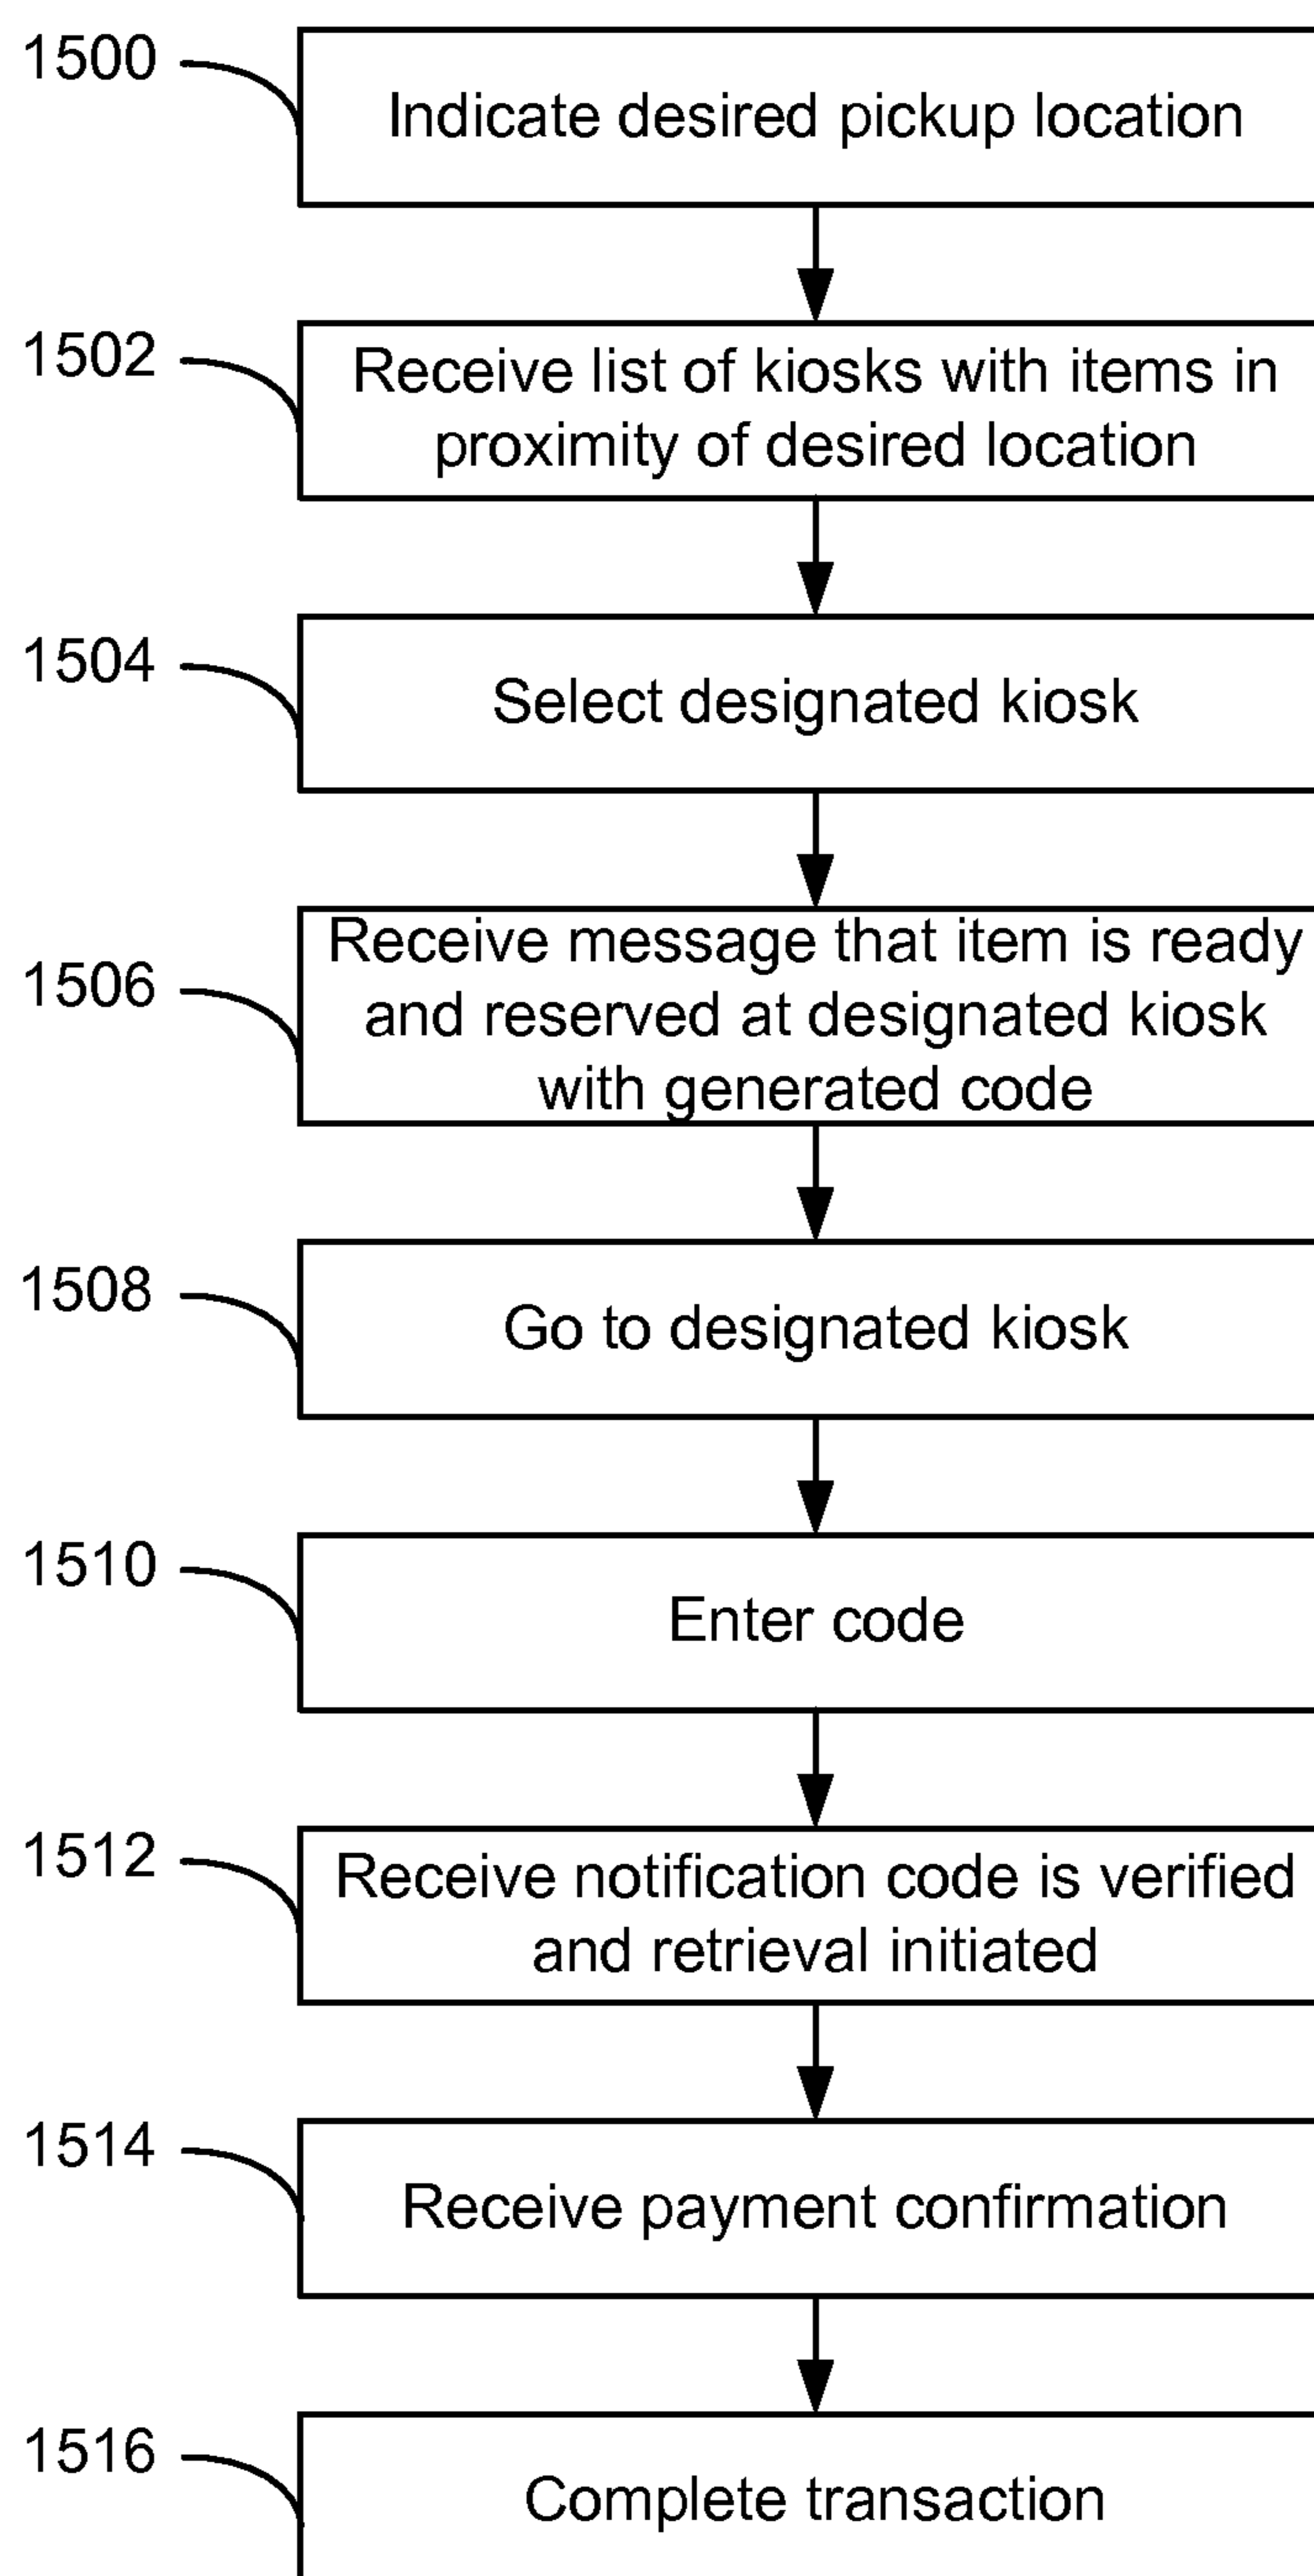 1500
Indicate desired pickup location
1502
Receive list of kiosks with items in
proximity of desired location
1504
Select designated kiosk
1506
Receive message that item is ready
and reserved at designated kiosk
with generated code
1508
Go to designated kiosk
1510
Enter code
1512
Receive notification code is verified
and retrieval initiated
1514
Receive payment confirmation
1516
Complete transaction